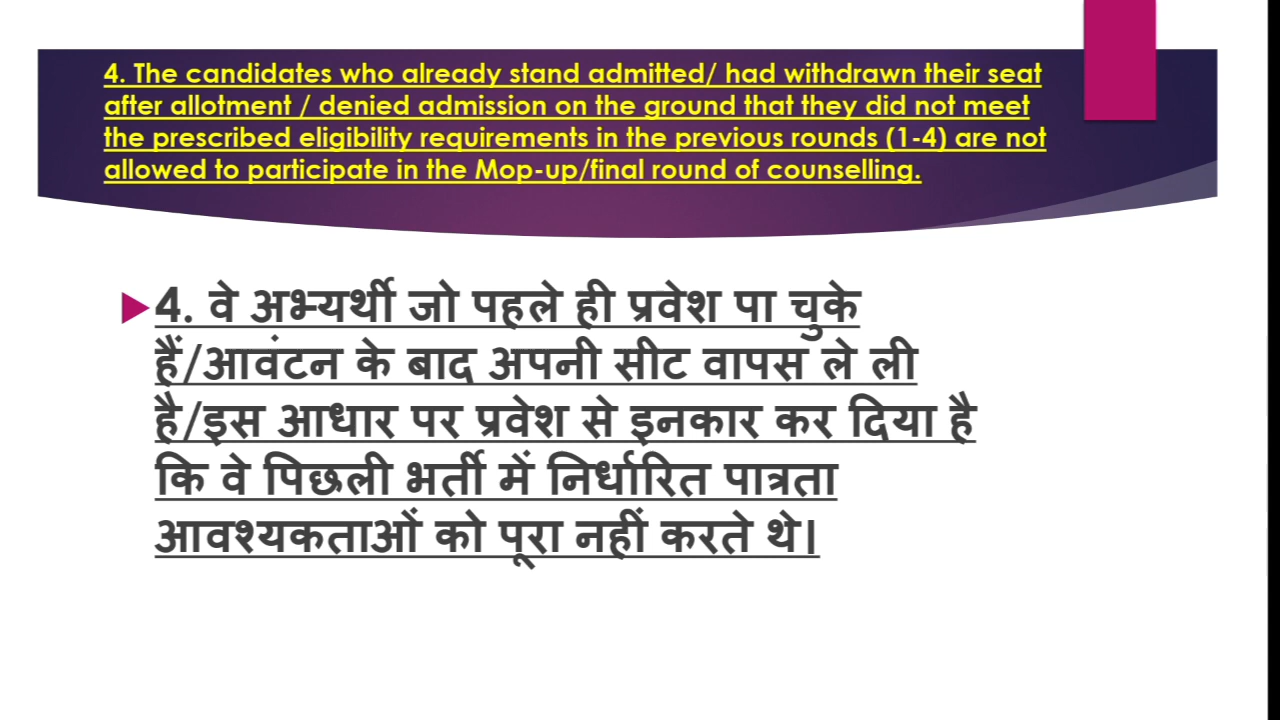 4. The candidates who already stand admitted/ had withdrawn their seat
after allotment / denied admission on the ground that they did not meet
the prescribed eligibility requirements in the previous rounds (1-4) are not
allowed to participate in the Mop-up/final round of counselling.
4. वे अभ्यर्थी जो पहले ही प्रवेश पा चुके
हैं/आवंटन के बाद अपनी सीट वापस ले ली
है/इस आधार पर प्रवेश से इनकार कर दिया है
कि वे पिछली भर्ती में निर्धारित पात्रता
आवश्यकताओं को पूरा नहीं करते थे।